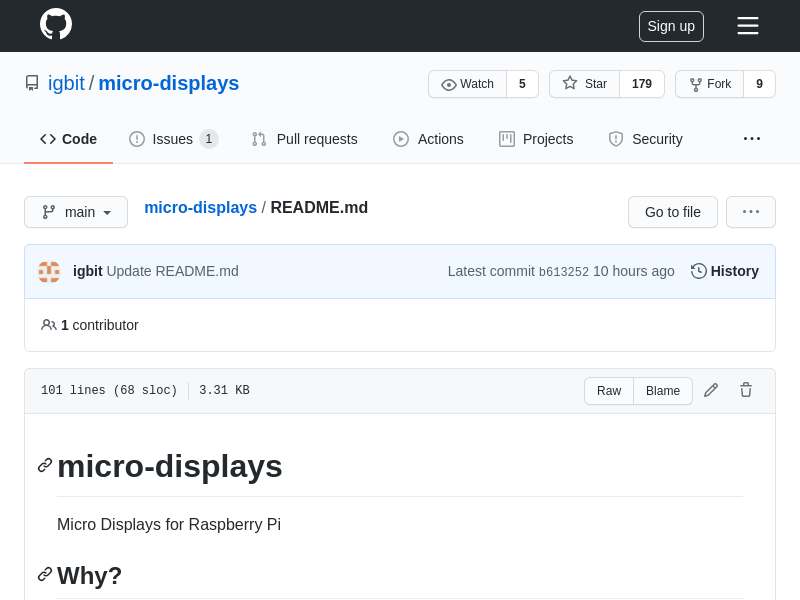 Sign up
igbit / micro-displays
Watch 5
Star 179
Fork 9
Code
Issues 1
Pull requests
Actions
Projects
Security
main
micro-displays / README.md
Go to file
igbit Update README.md
Latest commit b613252 10 hours ago
History
1 contributor
101 lines (68 sloc) 3.31 KB
Raw
Blame
micro-displays
Micro Displays for Raspberry Pi
Why?